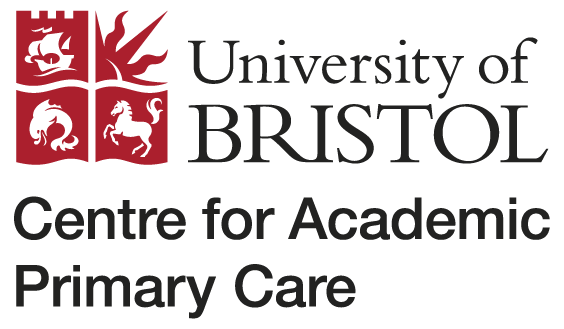 University of
BRISTOL
Centre for Academic
Primary Care